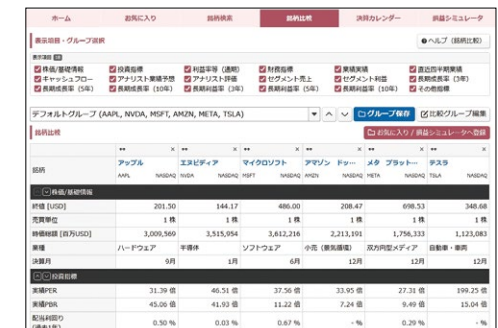 ホーム お気に入り 銘柄検索 銘柄比較 決算カレンダー 損益シミュレータ
表示項目・グループ選択 ヘルプ（銘柄比較）
表示項目
株価/基礎情報 投資指標 利益率等（通期） 財務指標 業績実績 直近四半期業績
キャッシュフロー アナリスト業績予想 アナリスト評価 セグメント売上 セグメント利益 長期成長率（3年）
長期成長率（5年） 長期成長率（10年） 長期利益率（3年） 長期利益率（5年） 長期利益率（10年） その他指標
デフォルトグループ (AAPL, NVDA, MSFT, AMZN, META, TSLA) グループ保存 比較グループ編集
銘柄比較 お気に入り / 損益シミュレータへ登録
銘柄 アップル エヌビディア マイクロソフト アマゾン ドッ… メタ プラット… テスラ
AAPL NASDAQ NVDA NASDAQ MSFT NASDAQ AMZN NASDAQ META NASDAQ TSLA NASDAQ
株価/基礎情報
終値 [USD] 201.50 144.17 486.00 208.47 698.53 348.68
売買単位 1 株 1 株 1 株 1 株 1 株 1 株
時価総額 [百万USD] 3,009,569 3,515,954 3,612,216 2,213,191 1,756,333 1,123,083
業種 ハードウェア 半導体 ソフトウェア 小売（景気循環） 双方向型メディア 自動車・車両
決算月 9月 1月 6月 12月 12月 12月
投資指標
実績PER 31.39 倍 46.51 倍 37.56 倍 33.95 倍 27.31 倍 199.25 倍
実績PBR 45.06 倍 41.93 倍 11.22 倍 7.24 倍 9.49 倍 15.04 倍
配当利回り 0.50 % 0.03 % 0.67 % - % 0.29 % - %